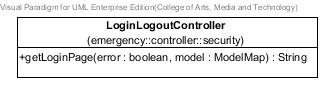 Visual Paradigm for UML Enterprise Edition(College of Arts, Media and Technology)
LoginLogoutController
(emergency::controller::security)
+getLoginPage(error : boolean, model : ModelMap) : String